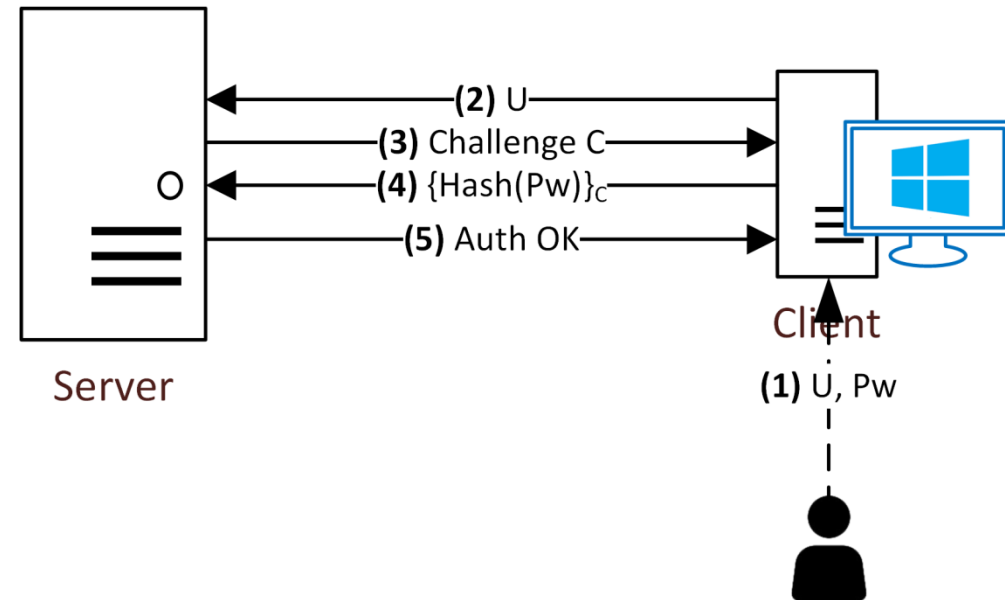 (2) U
(3) Challenge C
(4) {Hash(Pw)}C
(5) Auth OK
Client
Server
(1) U, Pw